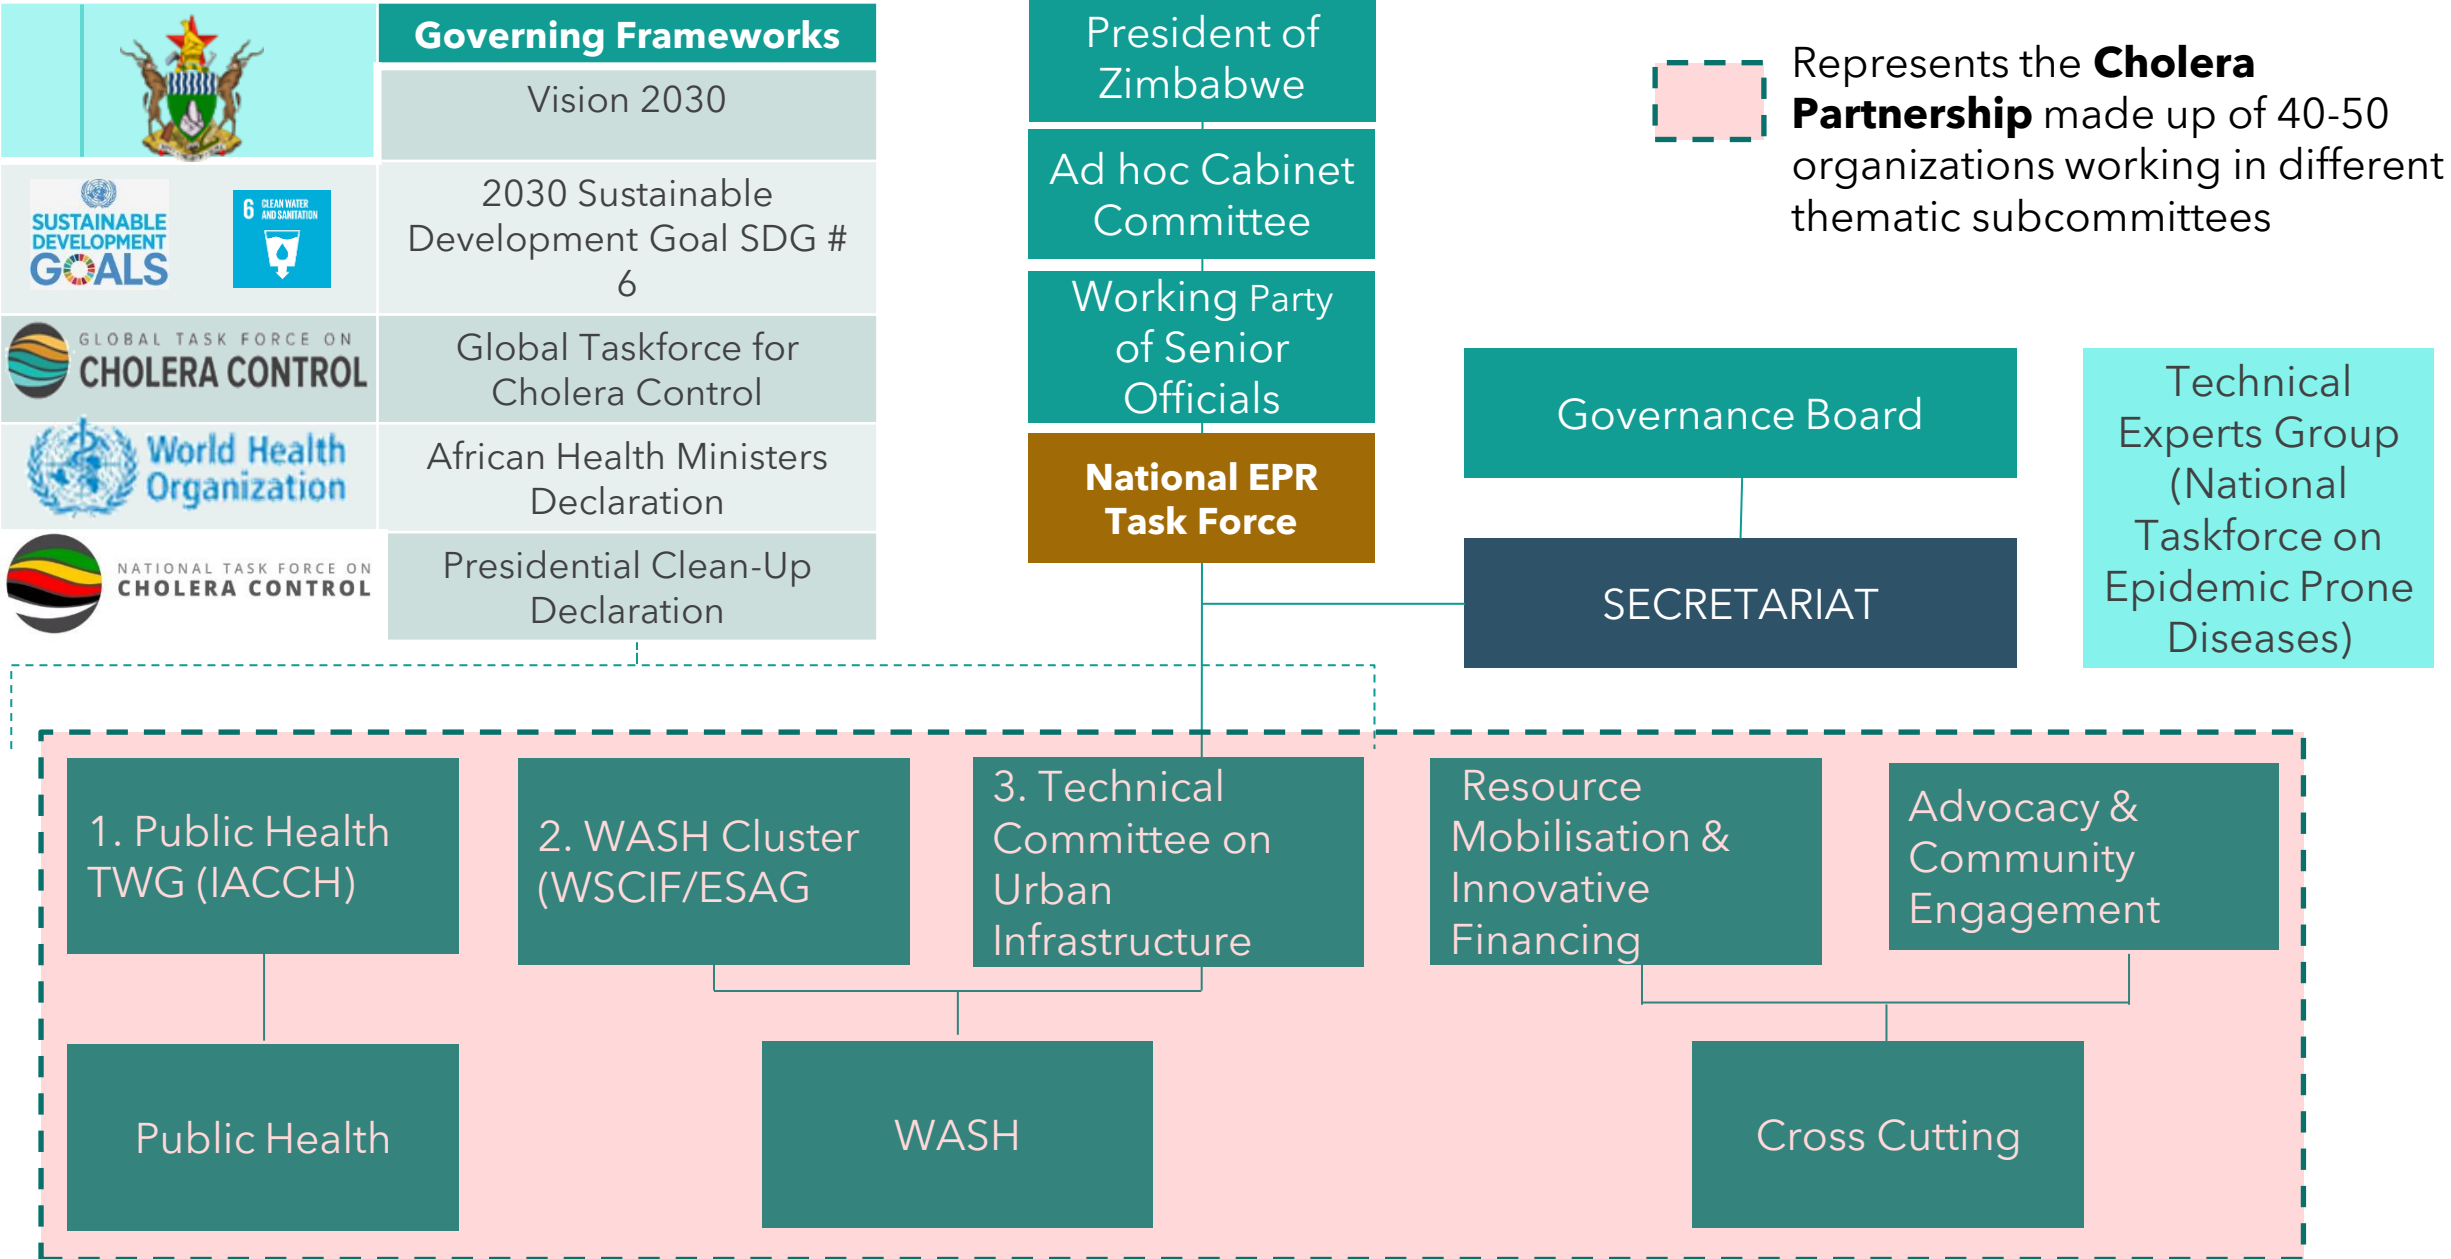 Governing Frameworks
Vision 2030
SUSTAINABLE
DEVELOPMENT
GOALS
6 CLEAN WATER
AND SANITATION
2030 Sustainable
Development Goal SDG #
6
GLOBAL TASK FORCE ON
CHOLERA CONTROL
Global Taskforce for
Cholera Control
World Health
Organization
African Health Ministers
Declaration
NATIONAL TASK FORCE ON
CHOLERA CONTROL
Presidential Clean-Up
Declaration
President of
Zimbabwe
Ad hoc Cabinet
Committee
Working Party
of Senior
Officials
National EPR
Task Force
Represents the Cholera
Partnership made up of 40-50
organizations working in different
thematic subcommittees
Governance Board
SECRETARIAT
Technical
Experts Group
(National
Taskforce on
Epidemic Prone
Diseases)
1. Public Health
TWG (IACCH)
2. WASH Cluster
(WSCIF/ESAG
3. Technical
Committee on
Urban
Infrastructure
Resource
Mobilisation &
Innovative
Financing
Advocacy &
Community
Engagement
Public Health
WASH
Cross Cutting